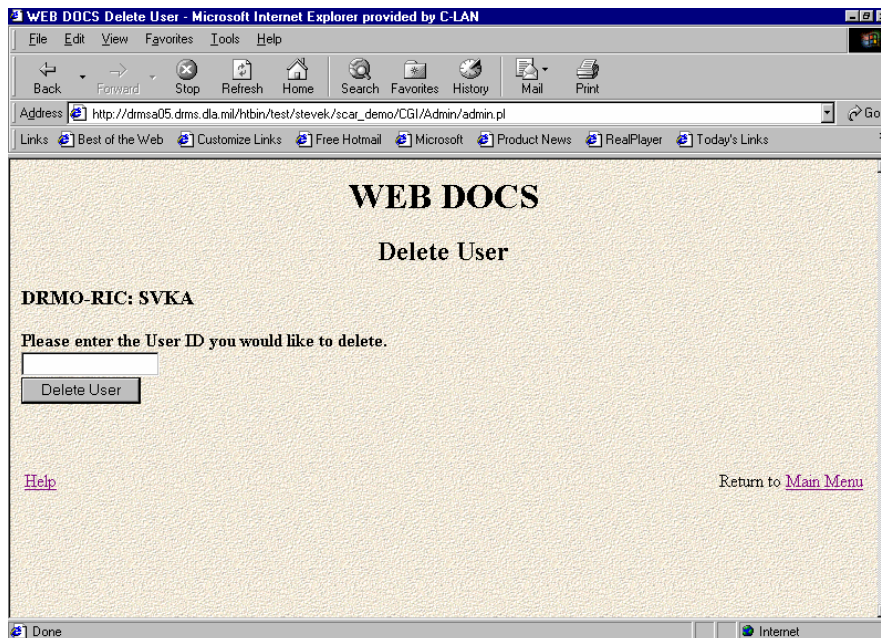 WEB DOCS Delete User - Microsoft Internet Explorer provided by C-LAN
File Edit View Favorites Tools Help
Back Forward Stop Refresh Home Search Favorites History Mail Print
Address http://drmsa05.drms.dla.mil/htbin/test/stevek/scar_demo/CGI/Admin/admin.pl Go
Links Best of the Web Customize Links Free Hotmail Microsoft Product News RealPlayer Today's Links
WEB DOCS
Delete User
DRMO-RIC: SVKA
Please enter the User ID you would like to delete.
Delete User
Help Return to Main Menu
Done Internet